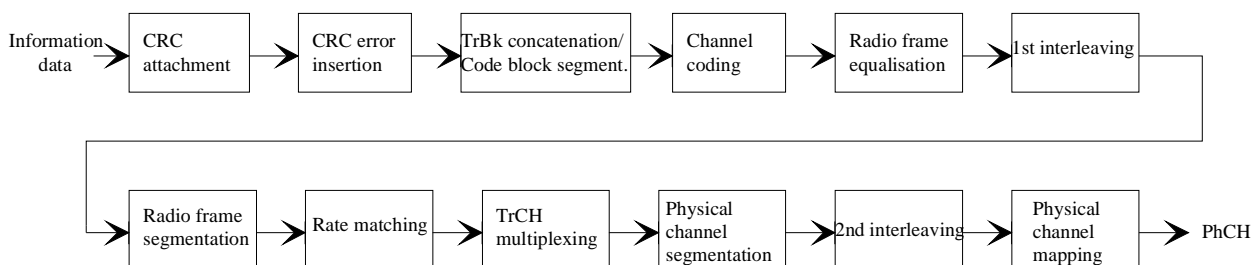 Information
data
CRC
attachment
CRC error
insertion
TrBk concatenation/
Code block segment.
Channel
coding
Radio frame
equalisation
1st interleaving
Radio frame
segmentation
Rate matching
TrCH
multiplexing
Physical
channel
segmentation
2nd interleaving
Physical
channel
mapping
PhCH